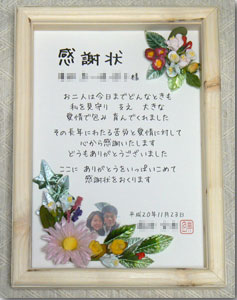 感謝状
様
お二人は今日までどんなときも
私を見守り 大きな
愛情で包み 育んでくれました
その長年にわたる苦労と愛情に対して
心から感謝いたします
どうもありがとうございました
ここに ありがとうをいっぱいこめて
感謝状をおくります
平成20年11月23日